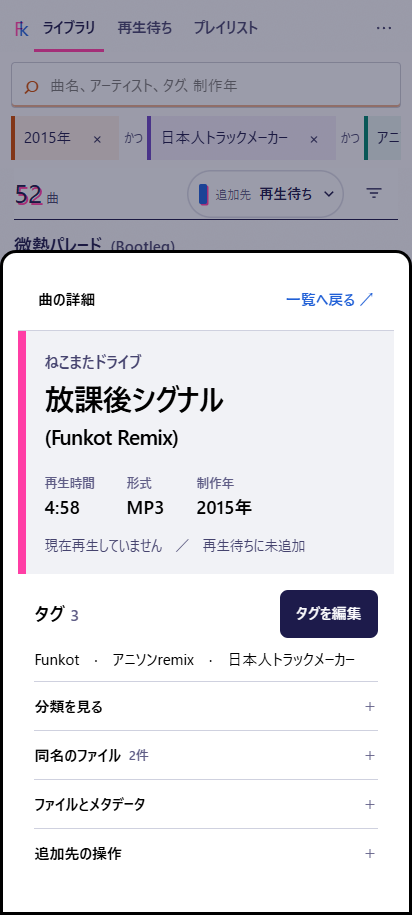 Fk ライブラリ 再生待ち プレイリスト ...
曲名、アーティスト、タグ、制作年
2015年 × かつ 日本人トラックメーカー × かつ アニ
52 曲 追加先 再生待ち
微熱パレード (Bootleg)
曲の詳細 一覧へ戻る ／
ねこまたドライブ
放課後シグナル
(Funkot Remix)
再生時間 形式 制作年
4:58 MP3 2015年
現在再生していません ／ 再生待ちに未追加
タグ 3 タグを編集
Funkot · アニソンremix · 日本人トラックメーカー
分類を見る +
同名のファイル 2件 +
ファイルとメタデータ +
追加先の操作 +